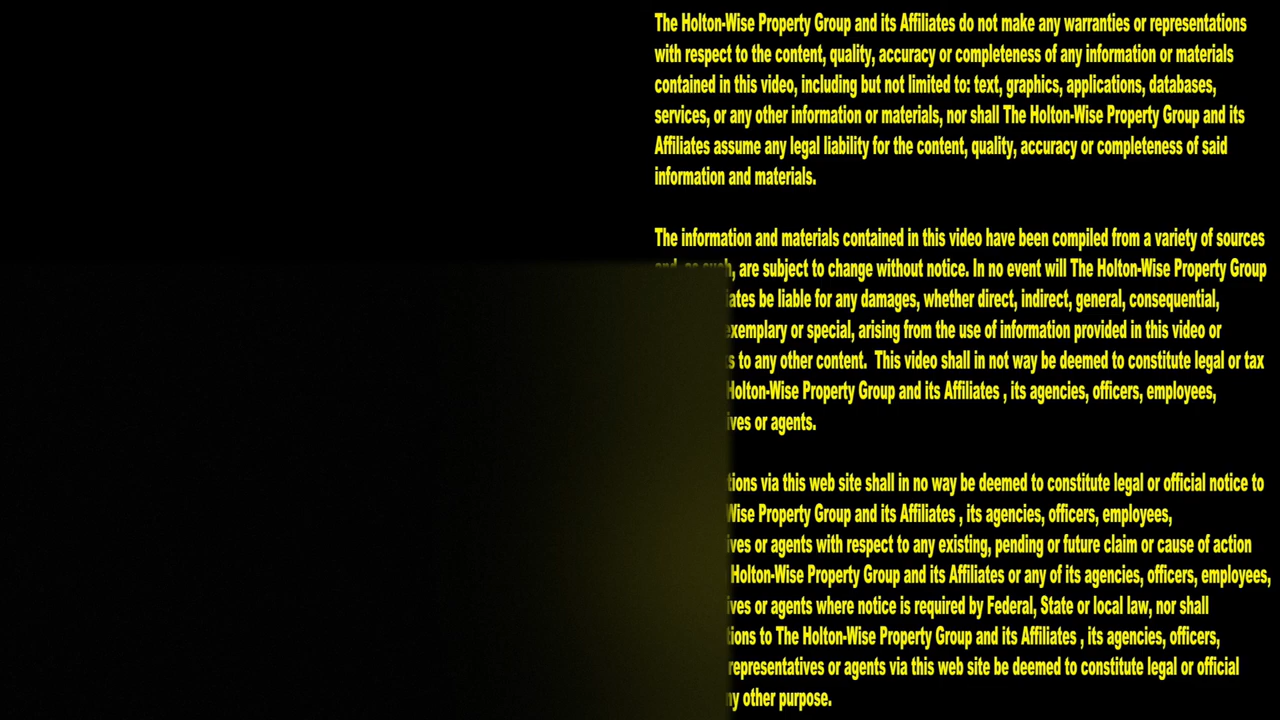 The Holton-Wise Property Group and its Affiliates do not make any warranties or representations
with respect to the content, quality, accuracy or completeness of any information or materials
contained in this video, including but not limited to: text, graphics, applications, databases,
services, or any other information or materials, nor shall The Holton-Wise Property Group and its
Affiliates assume any legal liability for the content, quality, accuracy or completeness of said
information and materials.
The information and materials contained in this video have been compiled from a variety of sources
are subject to change without notice. In no event will The Holton-Wise Property Group
be liable for any damages, whether direct, indirect, general, consequential,
exemplary or special, arising from the use of information provided in this video or
to any other content. This video shall in not way be deemed to constitute legal or tax
Holton-Wise Property Group and its Affiliates , its agencies, officers, employees,
or agents.
via this web site shall in no way be deemed to constitute legal or official notice to
Wise Property Group and its Affiliates , its agencies, officers, employees,
or agents with respect to any existing, pending or future claim or cause of action
Holton-Wise Property Group and its Affiliates or any of its agencies, officers, employees,
or agents where notice is required by Federal, State or local law, nor shall
to The Holton-Wise Property Group and its Affiliates , its agencies, officers,
representatives or agents via this web site be deemed to constitute legal or official
other purpose.